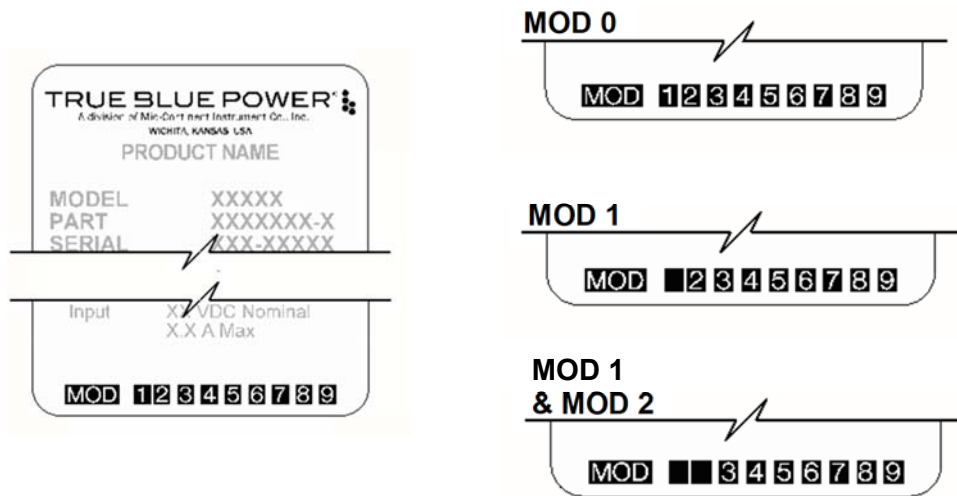 TRUE BLUE POWER
A division of Mid-Continent Instrument Co., Inc.
WICHITA, KANSAS USA
PRODUCT NAME
MODEL XXXXX
PART XXXXXXX-X
SERIAL XXX-XXXXX
Input XX VDC Nominal
X.X A Max
MOD 1 2 3 4 5 6 7 8 9
MOD 0
MOD 1 2 3 4 5 6 7 8 9
MOD 1
MOD 2 3 4 5 6 7 8 9
MOD 1
& MOD 2
MOD 3 4 5 6 7 8 9